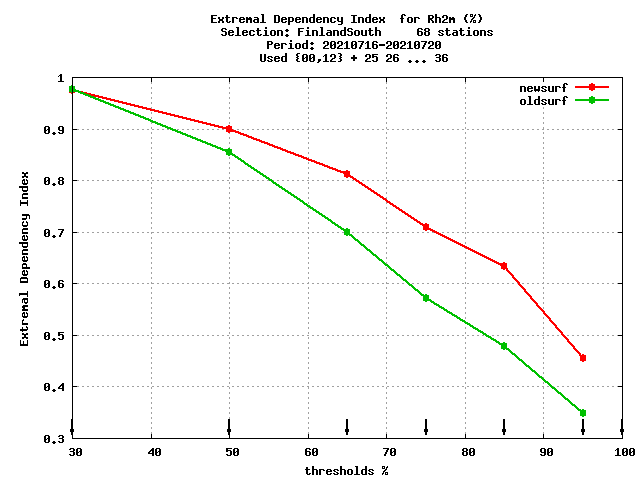 Extremal Dependency Index  for Rh2m (%)
Selection: FinlandSouth     68 stations
Period: 20210716-20210720
Used {00,12} + 25 26 ... 36
newsurf
oldsurf
1
0.9
0.8
0.7
0.6
0.5
0.4
0.3
Extremal Dependency Index
30 40 50 60 70 80 90 100
thresholds %